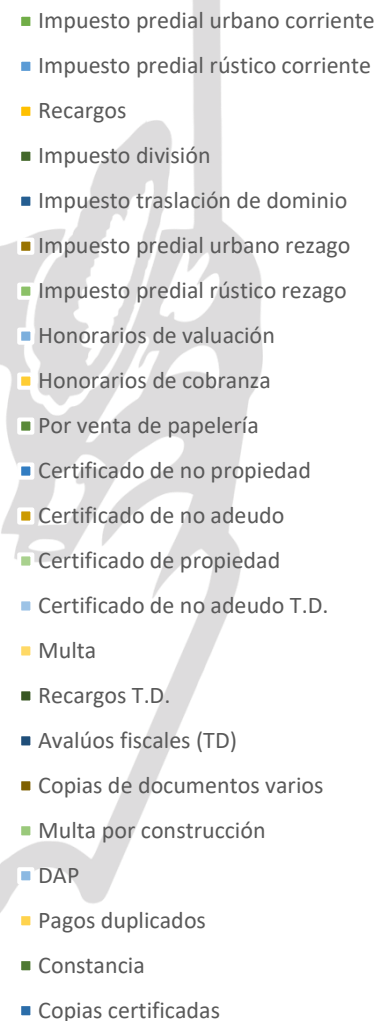 Impuesto predial urbano corriente
Impuesto predial rústico corriente
Recargos
Impuesto división
Impuesto traslación de dominio
Impuesto predial urbano rezago
Impuesto predial rústico rezago
Honorarios de valuación
Honorarios de cobranza
Por venta de papelería
Certificado de no propiedad
Certificado de no adeudo
Certificado de propiedad
Certificado de no adeudo T.D.
Multa
Recargos T.D.
Avalúos fiscales (TD)
Copias de documentos varios
Multa por construcción
DAP
Pagos duplicados
Constancia
Copias certificadas